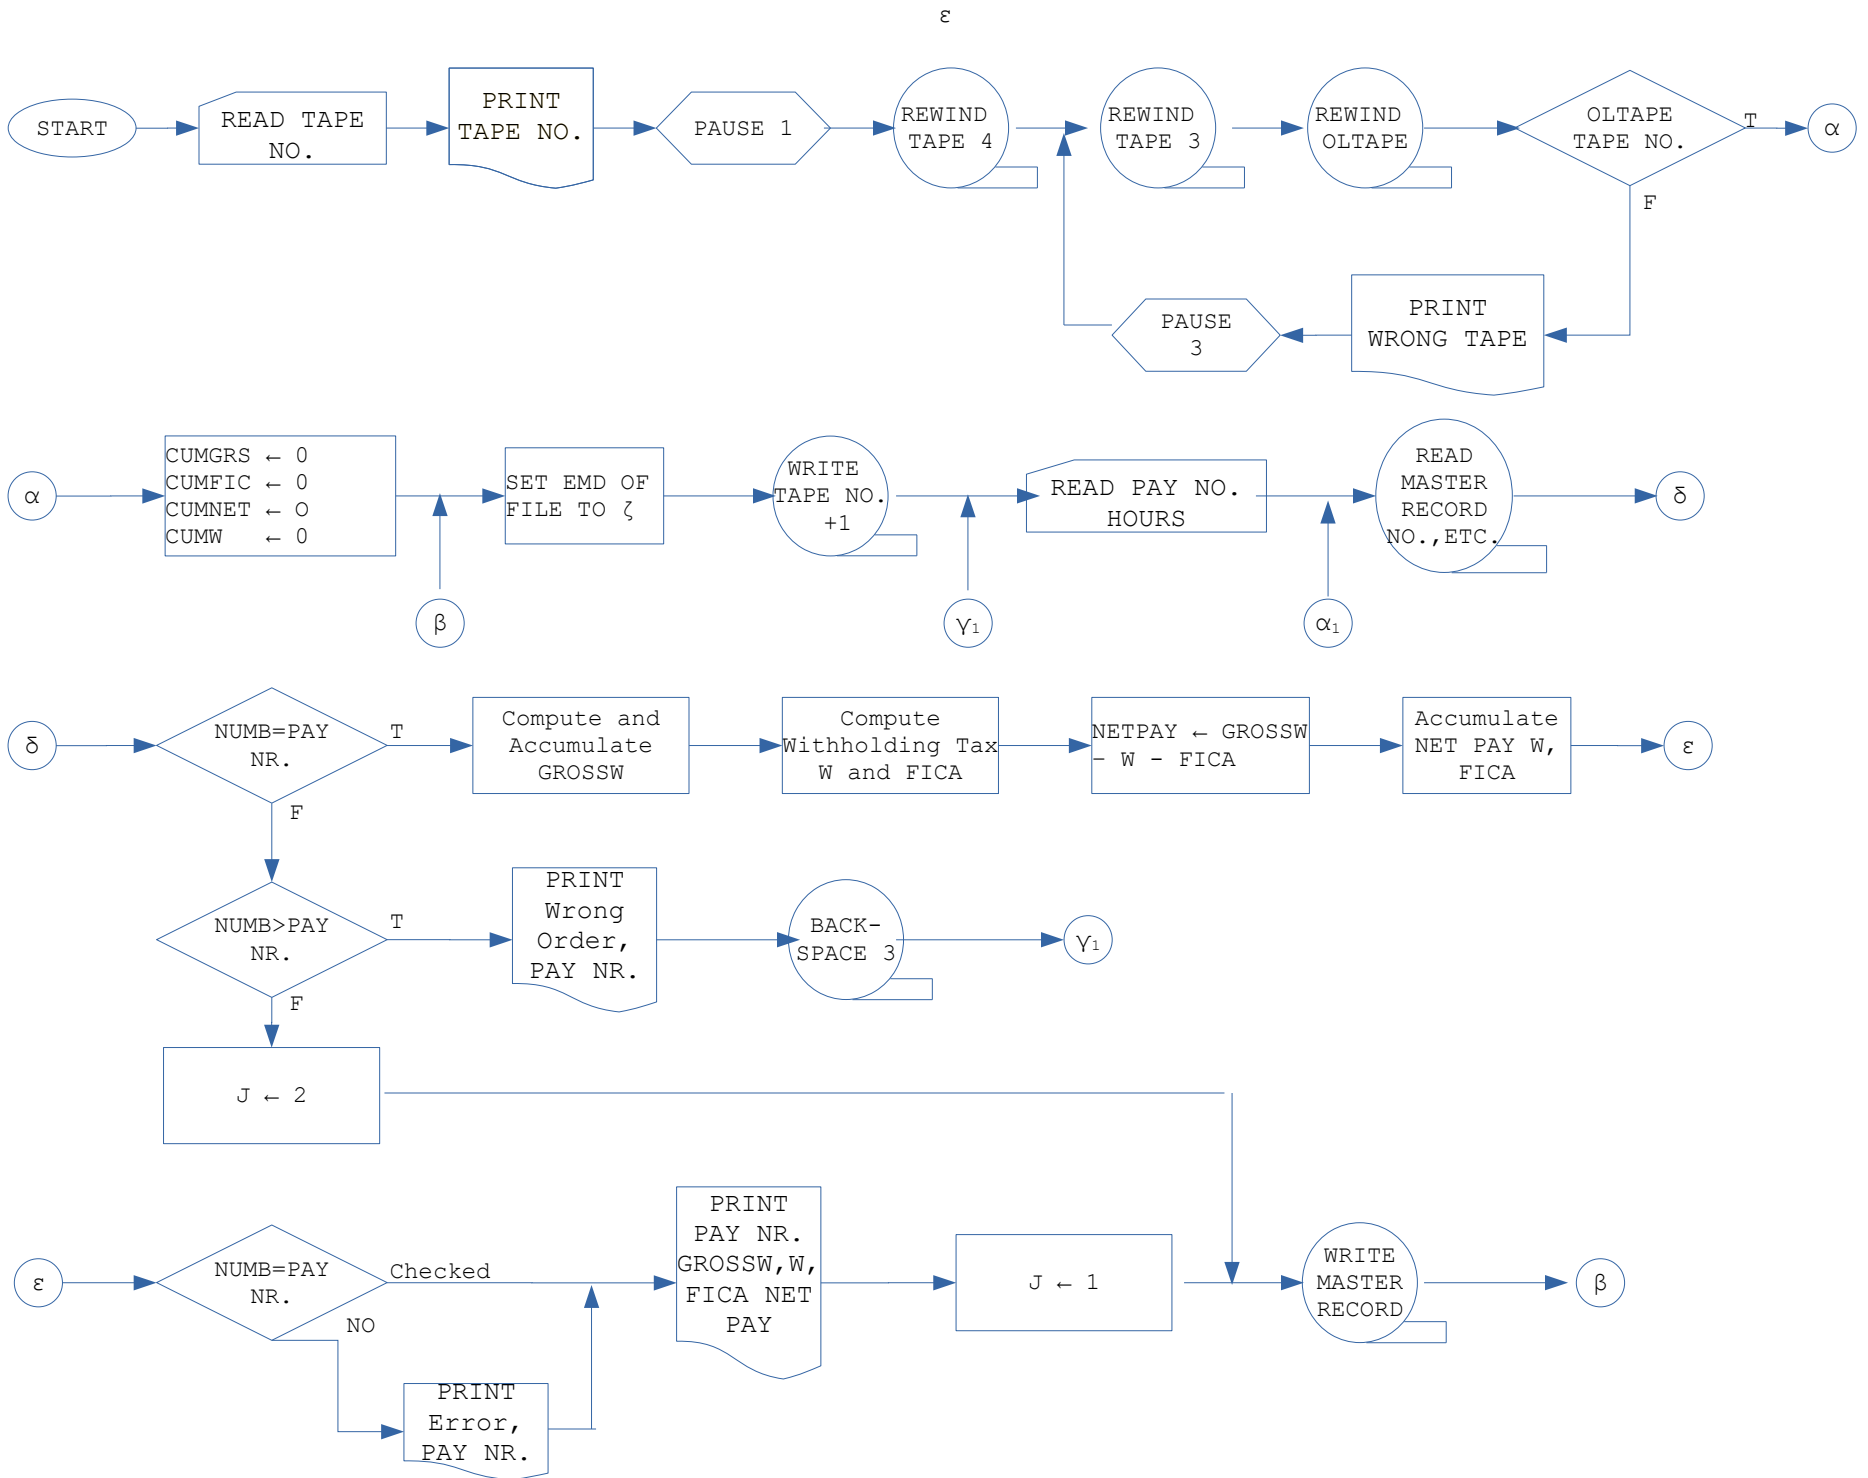 ε
START
READ TAPE
NO.
PRINT
TAPE NO.
PAUSE 1
REWIND
TAPE 4
REWIND
TAPE 3
REWIND
OLTAPE
OLTAPE
TAPE NO.
T
α
F
PRINT
WRONG TAPE
PAUSE
3
α
CUMGRS ← 0
CUMFIC ← 0
CUMNET ← O
CUMW ← 0
SET EMD OF
FILE TO ζ
WRITE
TAPE NO.
+1
READ PAY NO.
HOURS
READ
MASTER
RECORD
NO.,ETC.
δ
β
γ1
α1
δ
NUMB=PAY
NR.
T
Compute and
Accumulate
GROSSW
Compute
Withholding Tax
W and FICA
NETPAY ← GROSSW
- W - FICA
Accumulate
NET PAY W,
FICA
ε
F
NUMB>PAY
NR.
T
PRINT
Wrong
Order,
PAY NR.
BACK-
SPACE 3
γ1
F
J ← 2
ε
NUMB=PAY
NR.
Checked
NO
PRINT
Error,
PAY NR.
PRINT
PAY NR.
GROSSW,W,
FICA NET
PAY
J ← 1
WRITE
MASTER
RECORD
β